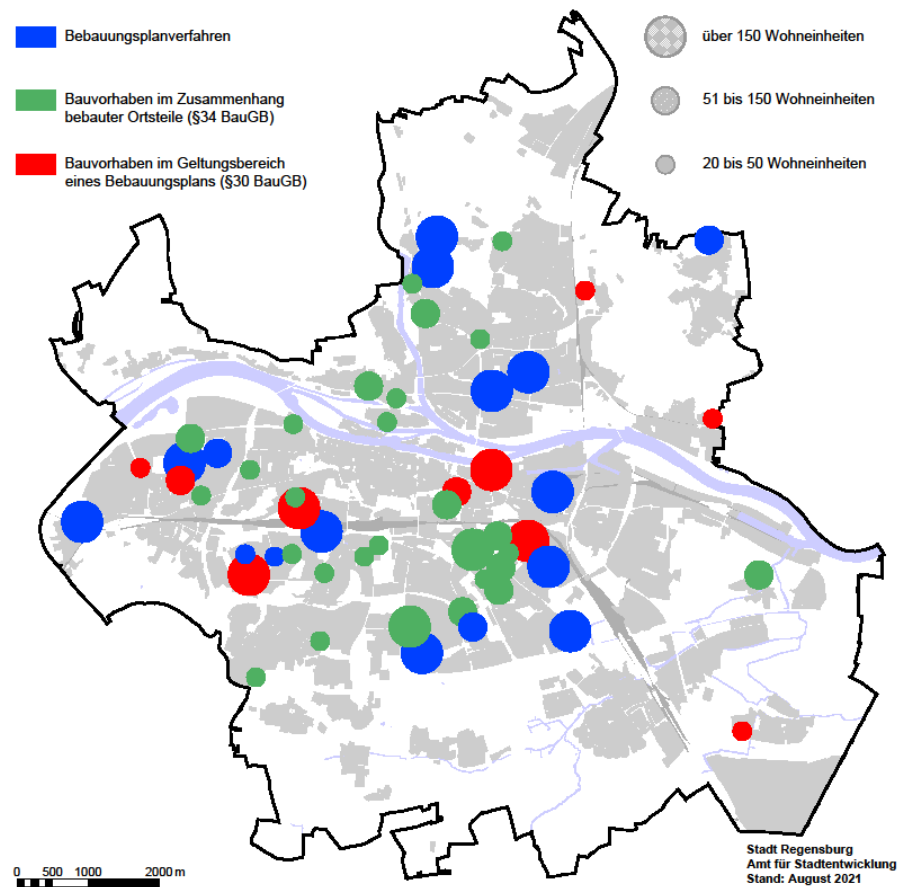 Bebauungsplanverfahren
Bauvorhaben im Zusammenhang
bebauter Ortsteile (§34 BauGB)
Bauvorhaben im Geltungsbereich
eines Bebauungsplans (§30 BauGB)
über 150 Wohneinheiten
51 bis 150 Wohneinheiten
20 bis 50 Wohneinheiten
0 500 1000 2000 m
Stadt Regensburg
Amt für Stadtentwicklung
Stand: August 2021